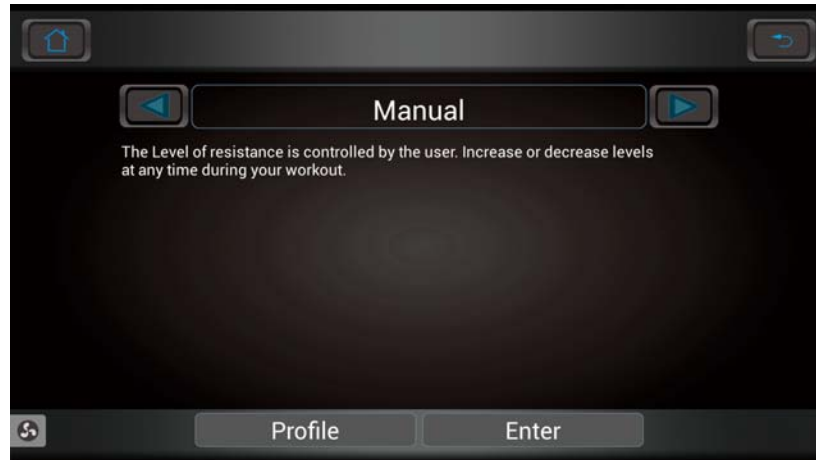 Manual
The Level of resistance is controlled by the user. Increase or decrease levels
at any time during your workout.
Profile
Enter